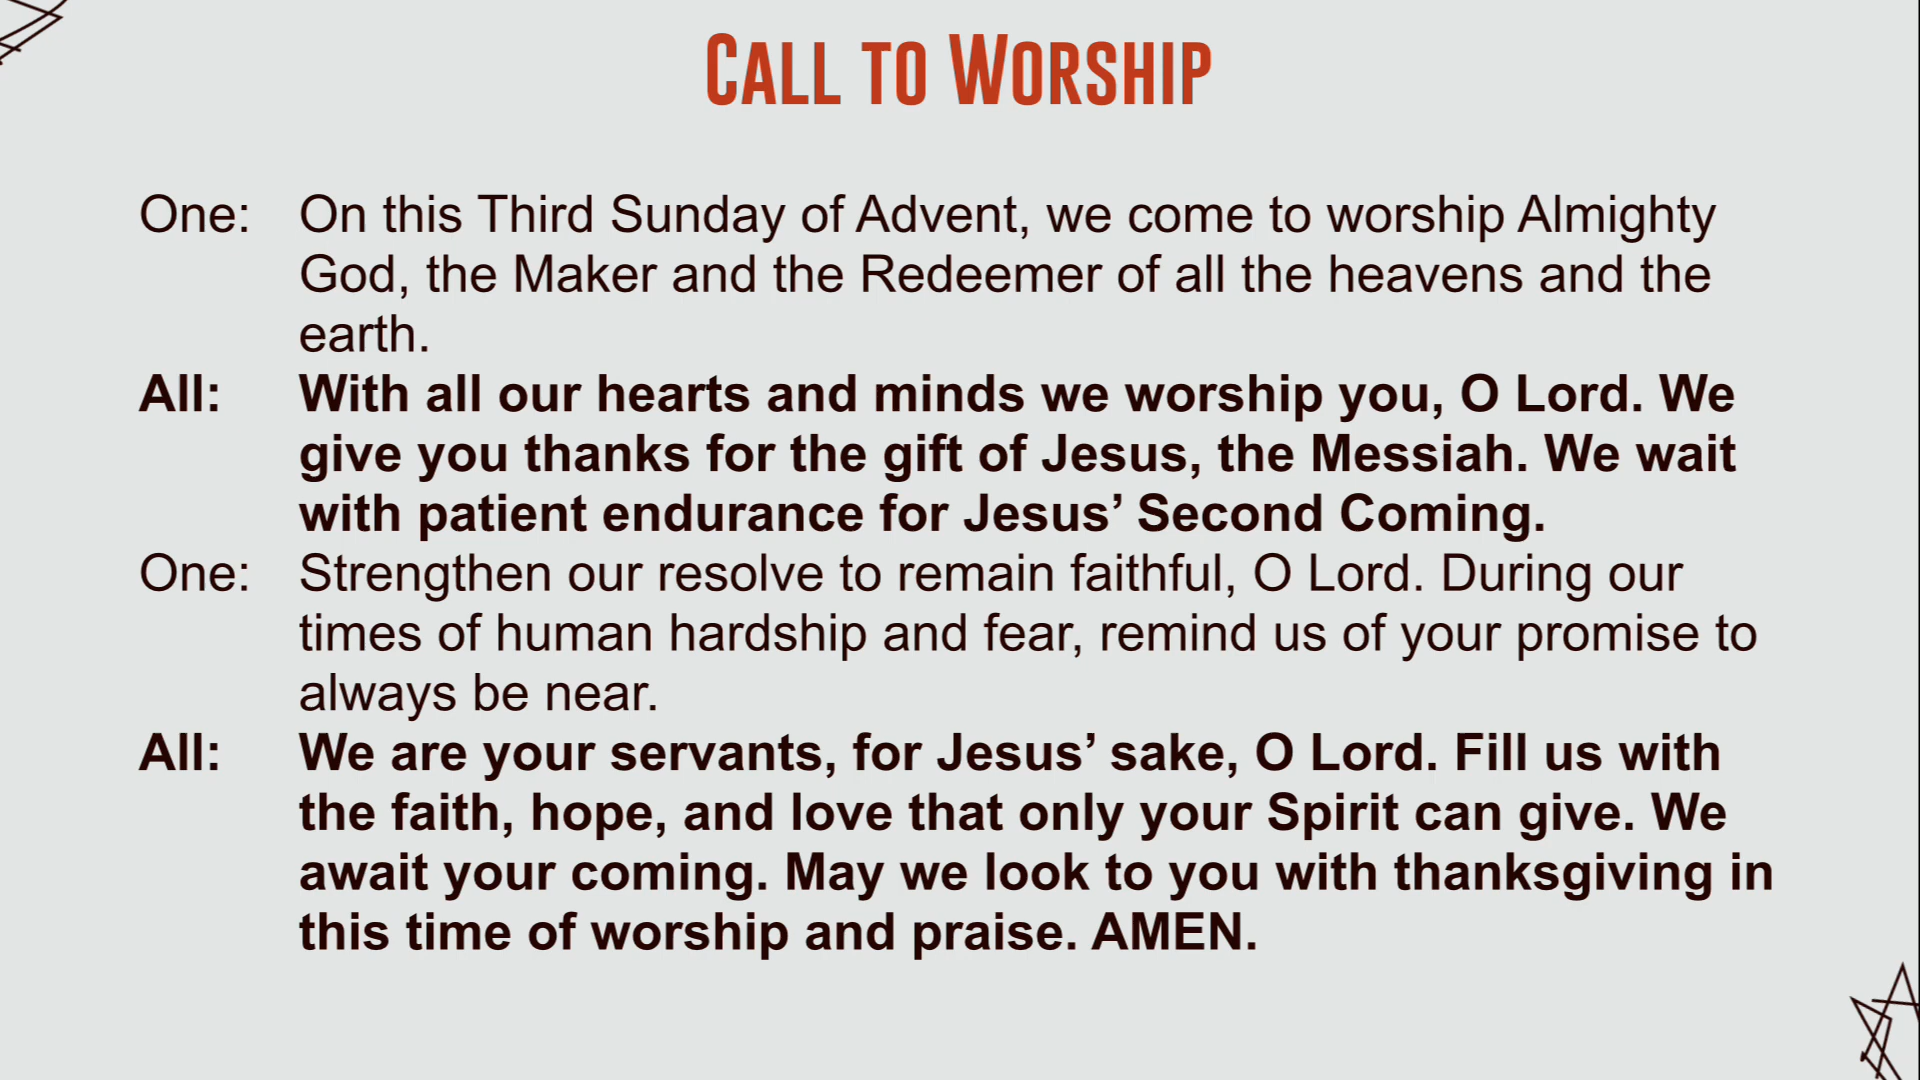 CALL TO WORSHIP
One: On this Third Sunday of Advent, we come to worship Almighty
God, the Maker and the Redeemer of all the heavens and the
earth.
All: With all our hearts and minds we worship you, O Lord. We
give you thanks for the gift of Jesus, the Messiah. We wait
with patient endurance for Jesus’ Second Coming.
One: Strengthen our resolve to remain faithful, O Lord. During our
times of human hardship and fear, remind us of your promise to
always be near.
All: We are your servants, for Jesus’ sake, O Lord. Fill us with
the faith, hope, and love that only your Spirit can give. We
await your coming. May we look to you with thanksgiving in
this time of worship and praise. AMEN.